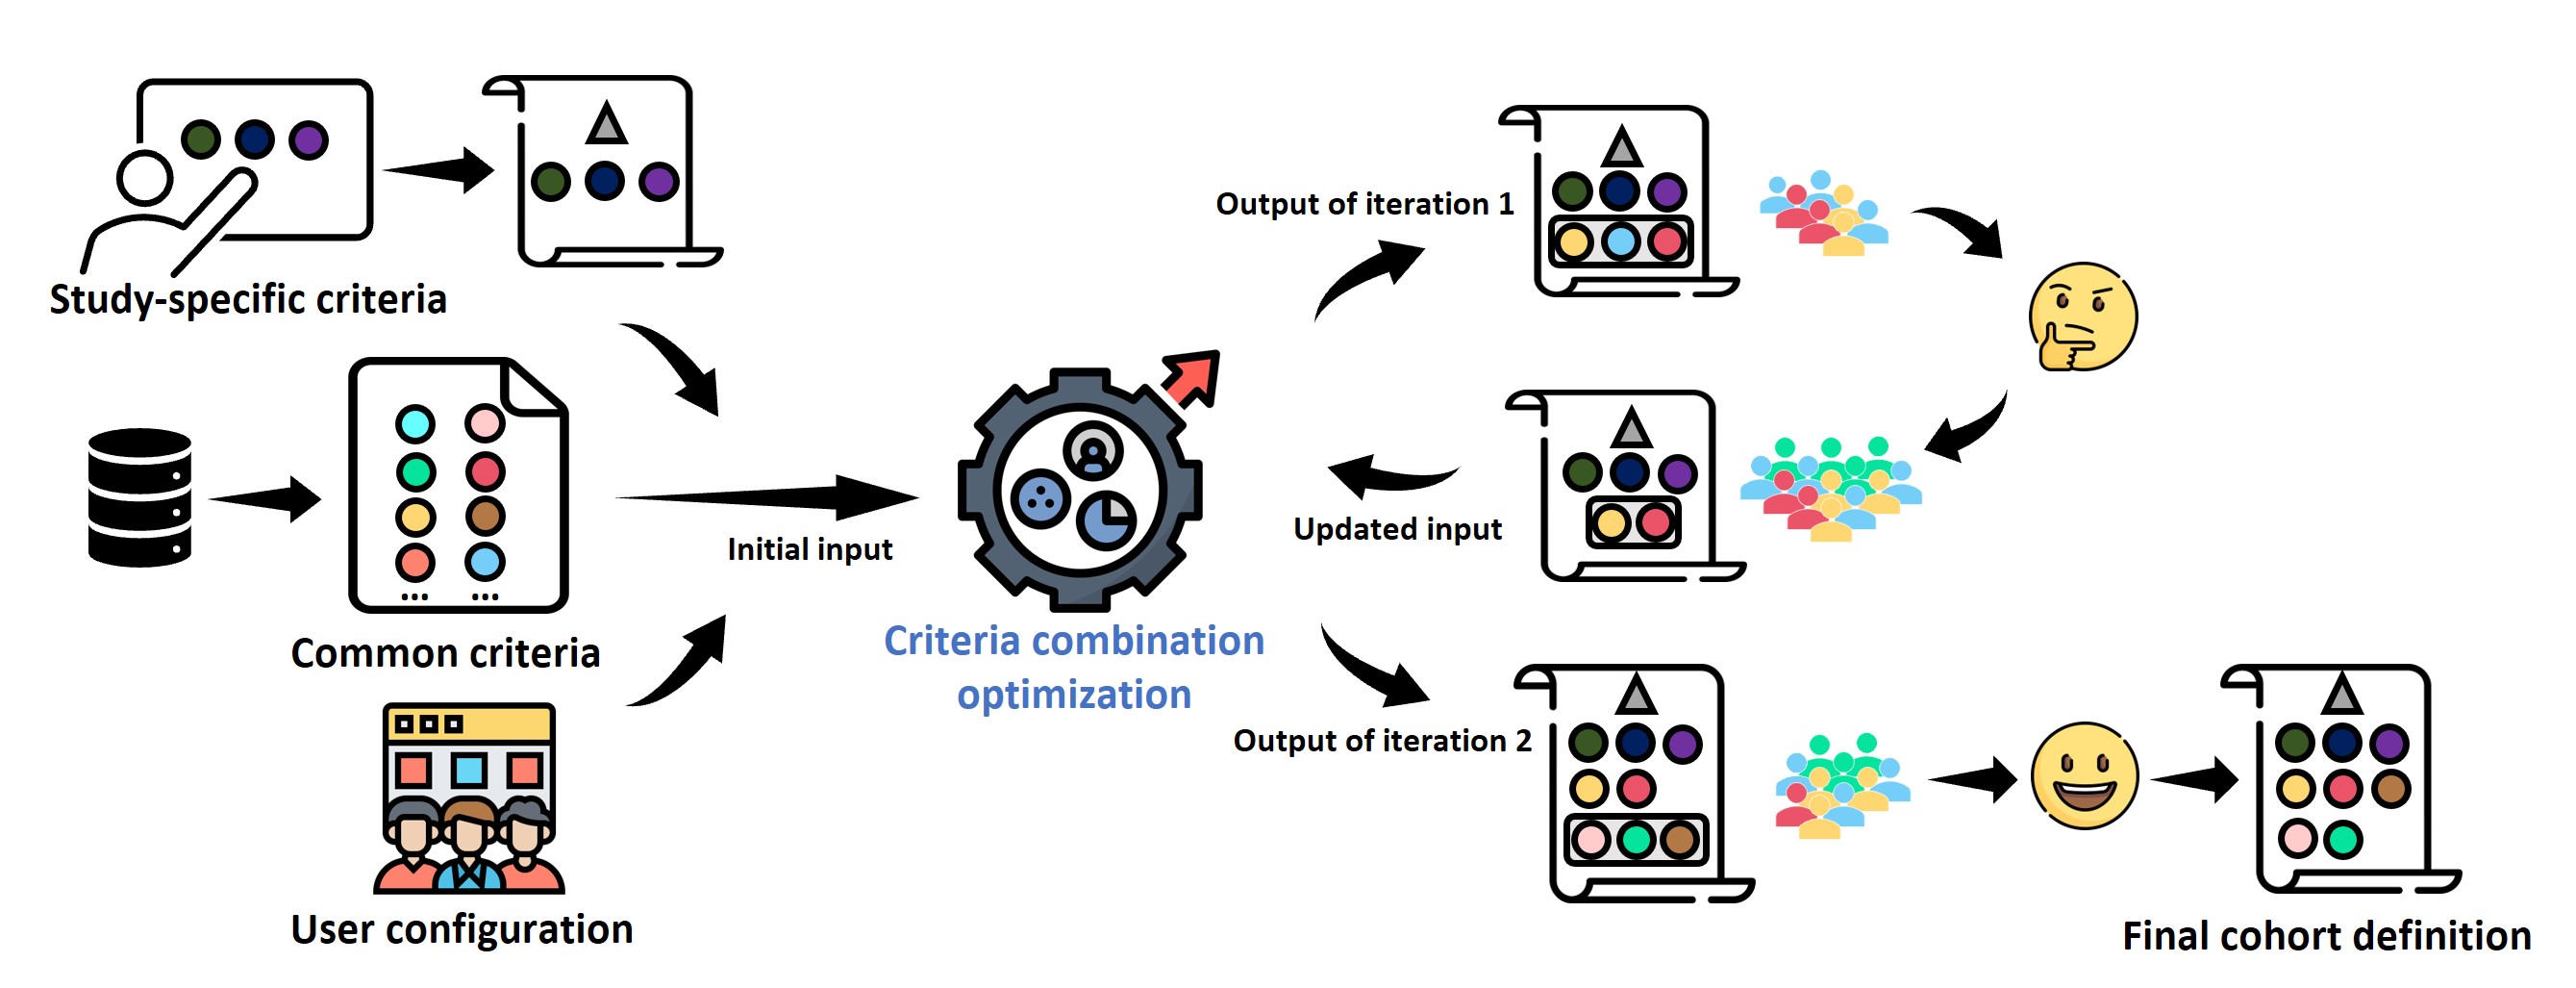 Study-specific criteria
Common criteria
User configuration
Initial input
Criteria combination
optimization
Output of iteration 1
Updated input
Output of iteration 2
Final cohort definition